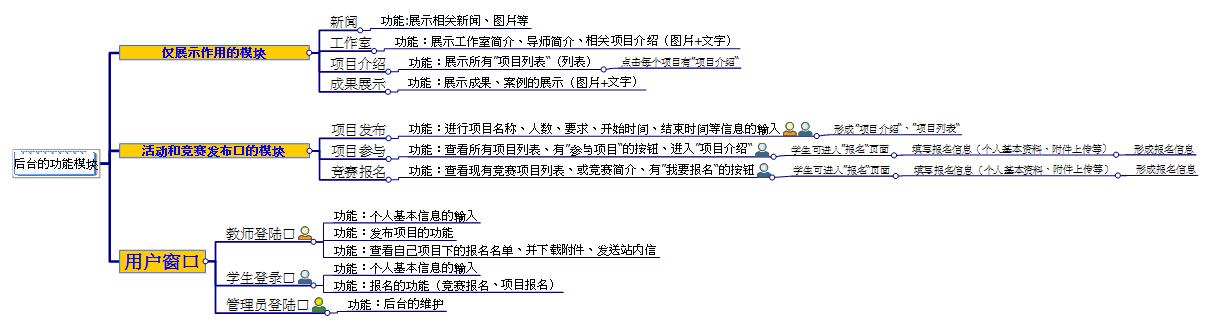 后台的功能模块
仅展示作用的模块
新闻
功能:展示相关新闻、图片等
工作室
功能：展示工作室简介、导师简介、相关项目介绍（图片+文字）
项目介绍
功能：展示所有"项目列表"（列表）
点击每个项目有"项目介绍"
成果展示
功能：展示成果、案例的展示（图片+文字）
活动和竞赛发布口的模块
项目发布
功能：进行项目名称、人数、要求、开始时间、结束时间等信息的输入
形成"项目介绍"、"项目列表"
项目参与
功能：查看所有项目列表、有"参与项目"的按钮、进入"项目介绍"
学生可进入"报名"页面
填写报名信息（个人基本资料、附件上传等）
形成报名信息
竞赛报名
功能：查看现有竞赛项目列表、或竞赛简介、有"我要报名"的按钮
学生可进入"报名"页面
填写报名信息（个人基本资料、附件上传等）
形成报名信息
用户窗口
教师登陆口
功能：个人基本信息的输入
功能：发布项目的功能
功能：查看自己项目下的报名名单、并下载附件、发送站内信
学生登录口
功能：个人基本信息的输入
功能：报名的功能（竞赛报名、项目报名）
管理员登陆口
功能：后台的维护